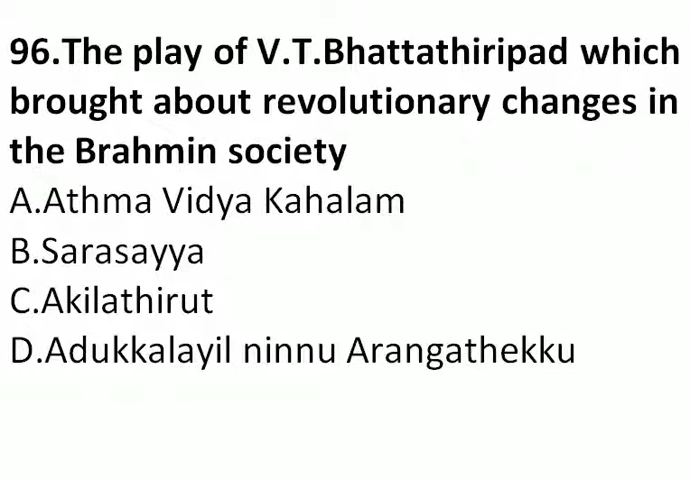 96.The play of V.T.Bhattathiripad which
brought about revolutionary changes in
the Brahmin society
A.Athma Vidya Kahalam
B.Sarasayya
C.Akilathirut
D.Adukkalayil ninnu Arangathekku